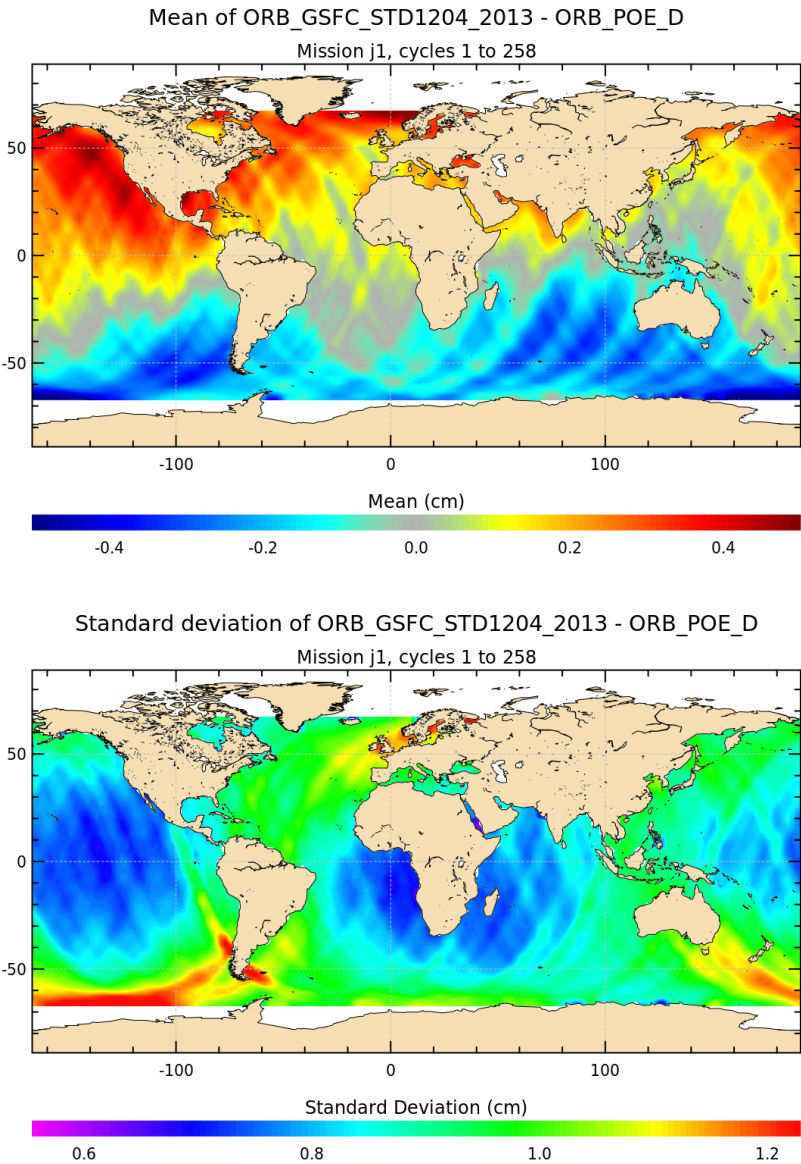 Mean of ORB_GSFC_STD1204_2013 - ORB_POE_D
Mission j1, cycles 1 to 258
50
0
-50
-100 0 100
Mean (cm)
-0.4 -0.2 0.0 0.2 0.4
Standard deviation of ORB_GSFC_STD1204_2013 - ORB_POE_D
Mission j1, cycles 1 to 258
50
0
-50
-100 0 100
Standard Deviation (cm)
0.6 0.8 1.0 1.2